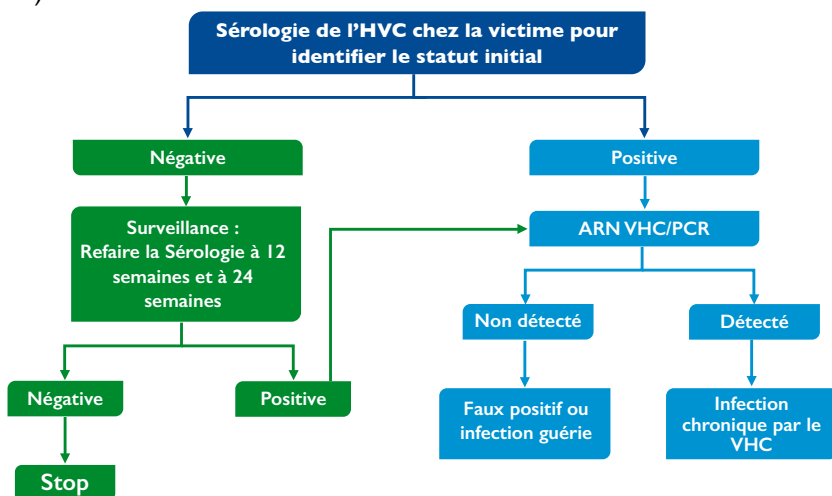 Sérologie de l'HVC chez la victime pour
identifier le statut initial
Négative
Positive
Surveillance :
Refaire la Sérologie à 12
semaines et à 24
semaines
ARN VHC/PCR
Non détecté
Détecté
Négative
Positive
Faux positif ou
infection guérie
Infection
chronique par le
VHC
Stop